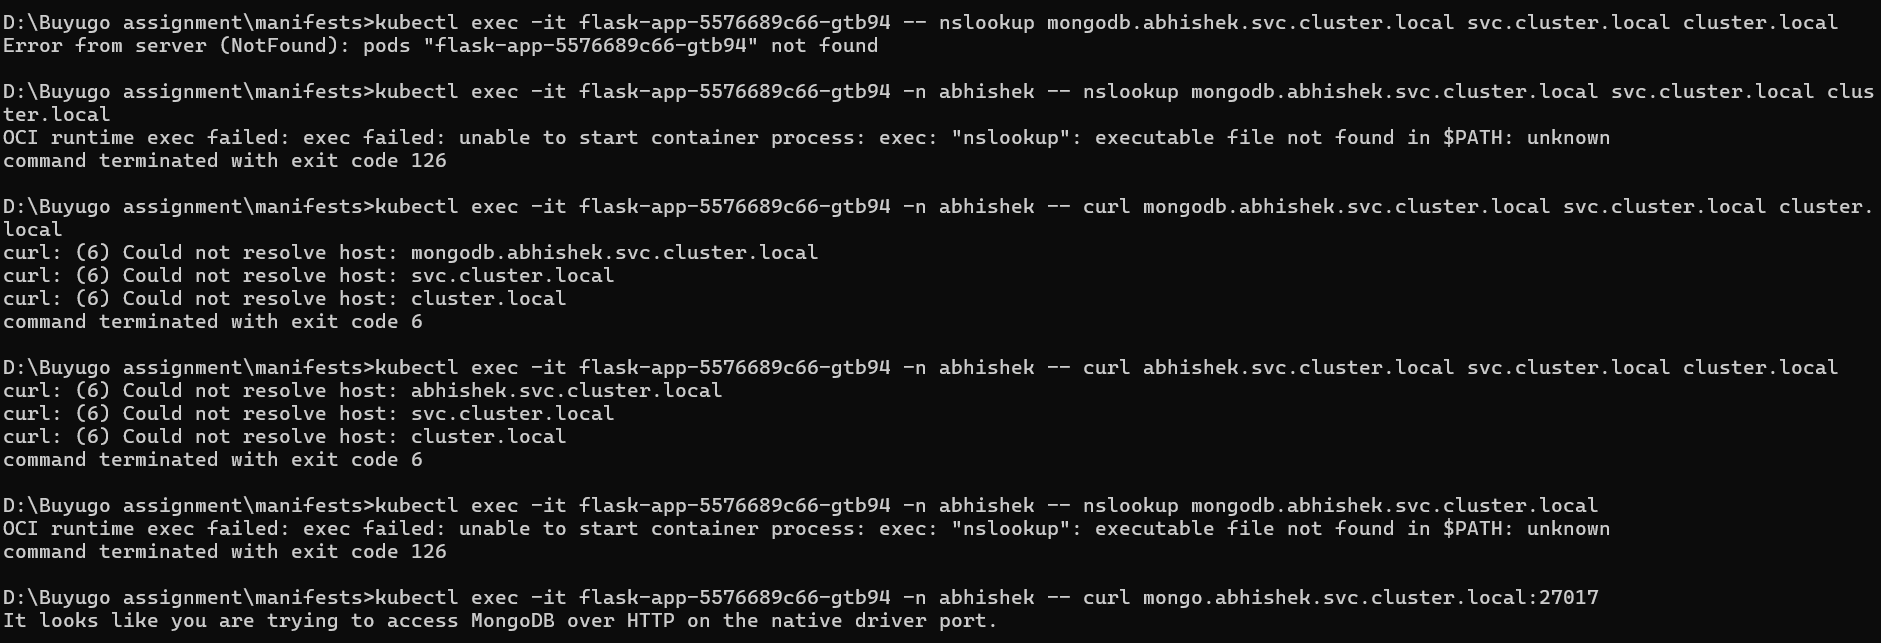 D:\Buyugo assignment\manifests>kubectl exec -it flask-app-5576689c66-gtb94 -- nslookup mongodb.abhishek.svc.cluster.local svc.cluster.local cluster.local
Error from server (NotFound): pods "flask-app-5576689c66-gtb94" not found
D:\Buyugo assignment\manifests>kubectl exec -it flask-app-5576689c66-gtb94 -n abhishek -- nslookup mongodb.abhishek.svc.cluster.local svc.cluster.local clus
ter.local
OCI runtime exec failed: exec failed: unable to start container process: exec: "nslookup": executable file not found in $PATH: unknown
command terminated with exit code 126
D:\Buyugo assignment\manifests>kubectl exec -it flask-app-5576689c66-gtb94 -n abhishek -- curl mongodb.abhishek.svc.cluster.local svc.cluster.local cluster.
local
curl: (6) Could not resolve host: mongodb.abhishek.svc.cluster.local
curl: (6) Could not resolve host: svc.cluster.local
curl: (6) Could not resolve host: cluster.local
command terminated with exit code 6
D:\Buyugo assignment\manifests>kubectl exec -it flask-app-5576689c66-gtb94 -n abhishek -- curl abhishek.svc.cluster.local svc.cluster.local cluster.local
curl: (6) Could not resolve host: abhishek.svc.cluster.local
curl: (6) Could not resolve host: svc.cluster.local
curl: (6) Could not resolve host: cluster.local
command terminated with exit code 6
D:\Buyugo assignment\manifests>kubectl exec -it flask-app-5576689c66-gtb94 -n abhishek -- nslookup mongodb.abhishek.svc.cluster.local
OCI runtime exec failed: exec failed: unable to start container process: exec: "nslookup": executable file not found in $PATH: unknown
command terminated with exit code 126
D:\Buyugo assignment\manifests>kubectl exec -it flask-app-5576689c66-gtb94 -n abhishek -- curl mongo.abhishek.svc.cluster.local:27017
It looks like you are trying to access MongoDB over HTTP on the native driver port.